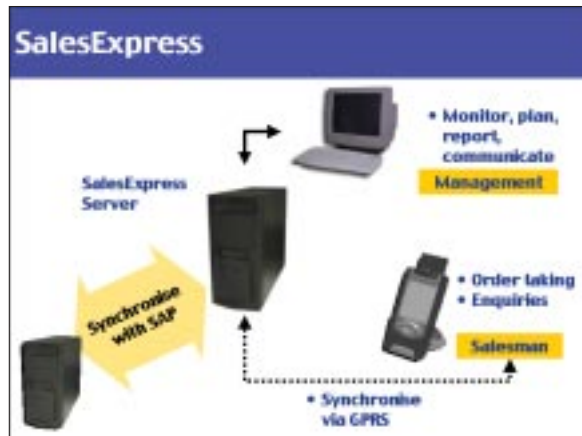 SalesExpress
• Monitor, plan,
report,
communicate
Management
SalesExpress
Server
• Order taking
• Enquiries
Salesman
Synchronise
with SAP
• Synchronise
via GPRS